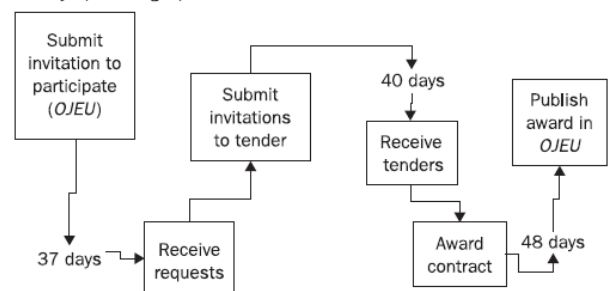 Submit
invitation to
participate
(OJEU)
37 days
Receive
requests
Submit
invitations
to tender
40 days
Receive
tenders
Award
contract
48 days
Publish
award in
OJEU